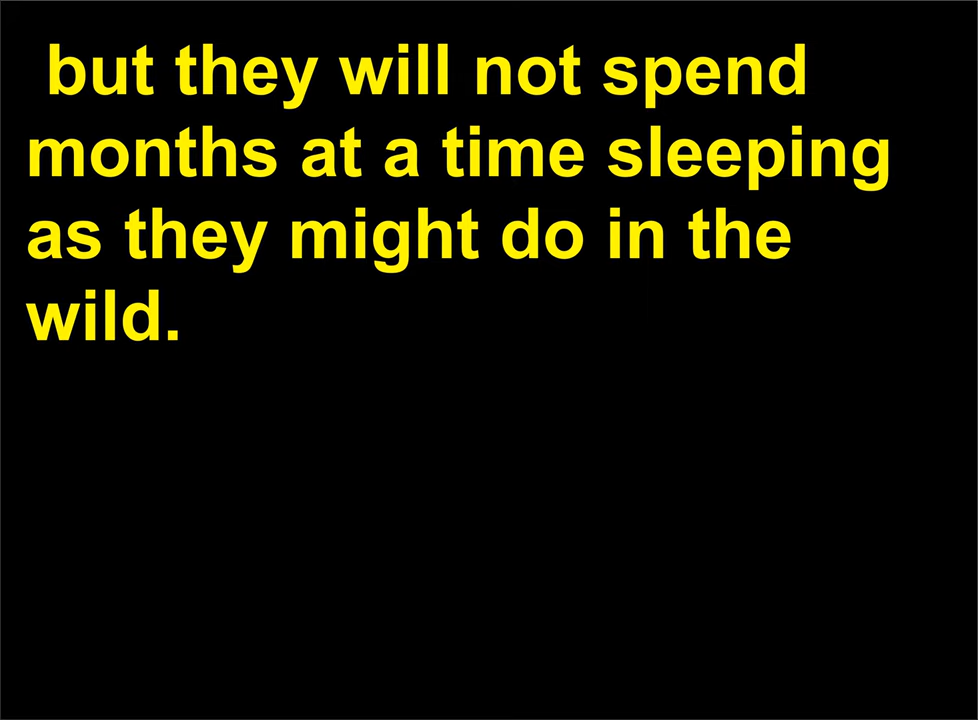 but they will not spend
months at a time sleeping
as they might do in the
wild.